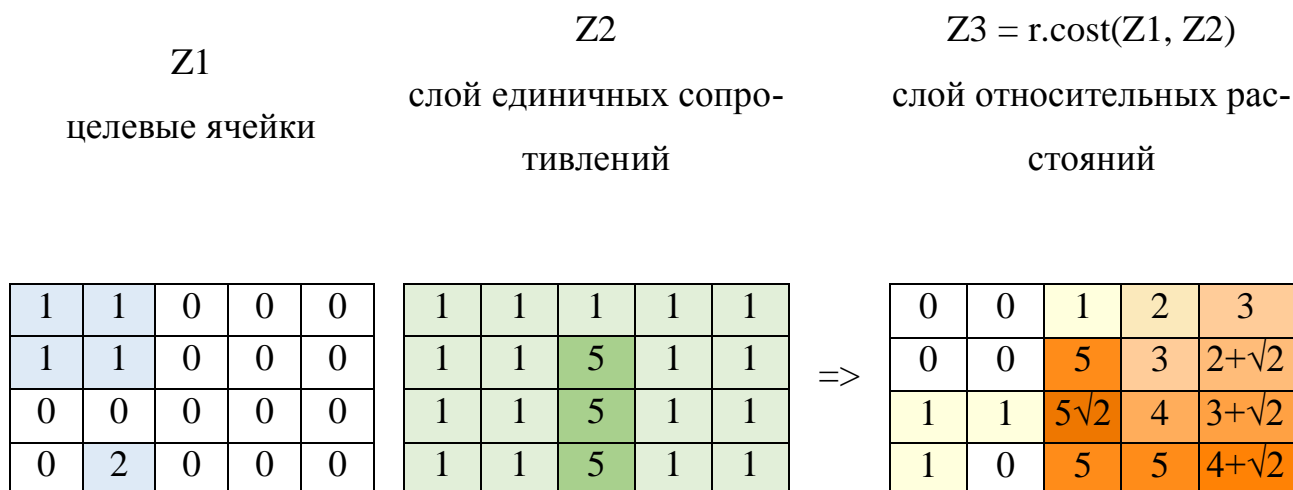 Z1
целевые ячейки
Z2
слой единичных сопро-
тивлений
Z3 = r.cost(Z1, Z2)
слой относительных рас-
стояний
1 1 0 0 0
1 1 0 0 0
0 0 0 0 0
0 2 0 0 0
1 1 1 1 1
1 1 5 1 1
1 1 5 1 1
1 1 5 1 1
=>
0 0 1 2 3
0 0 5 3 2+√2
1 1 5√2 4 3+√2
1 0 5 5 4+√2